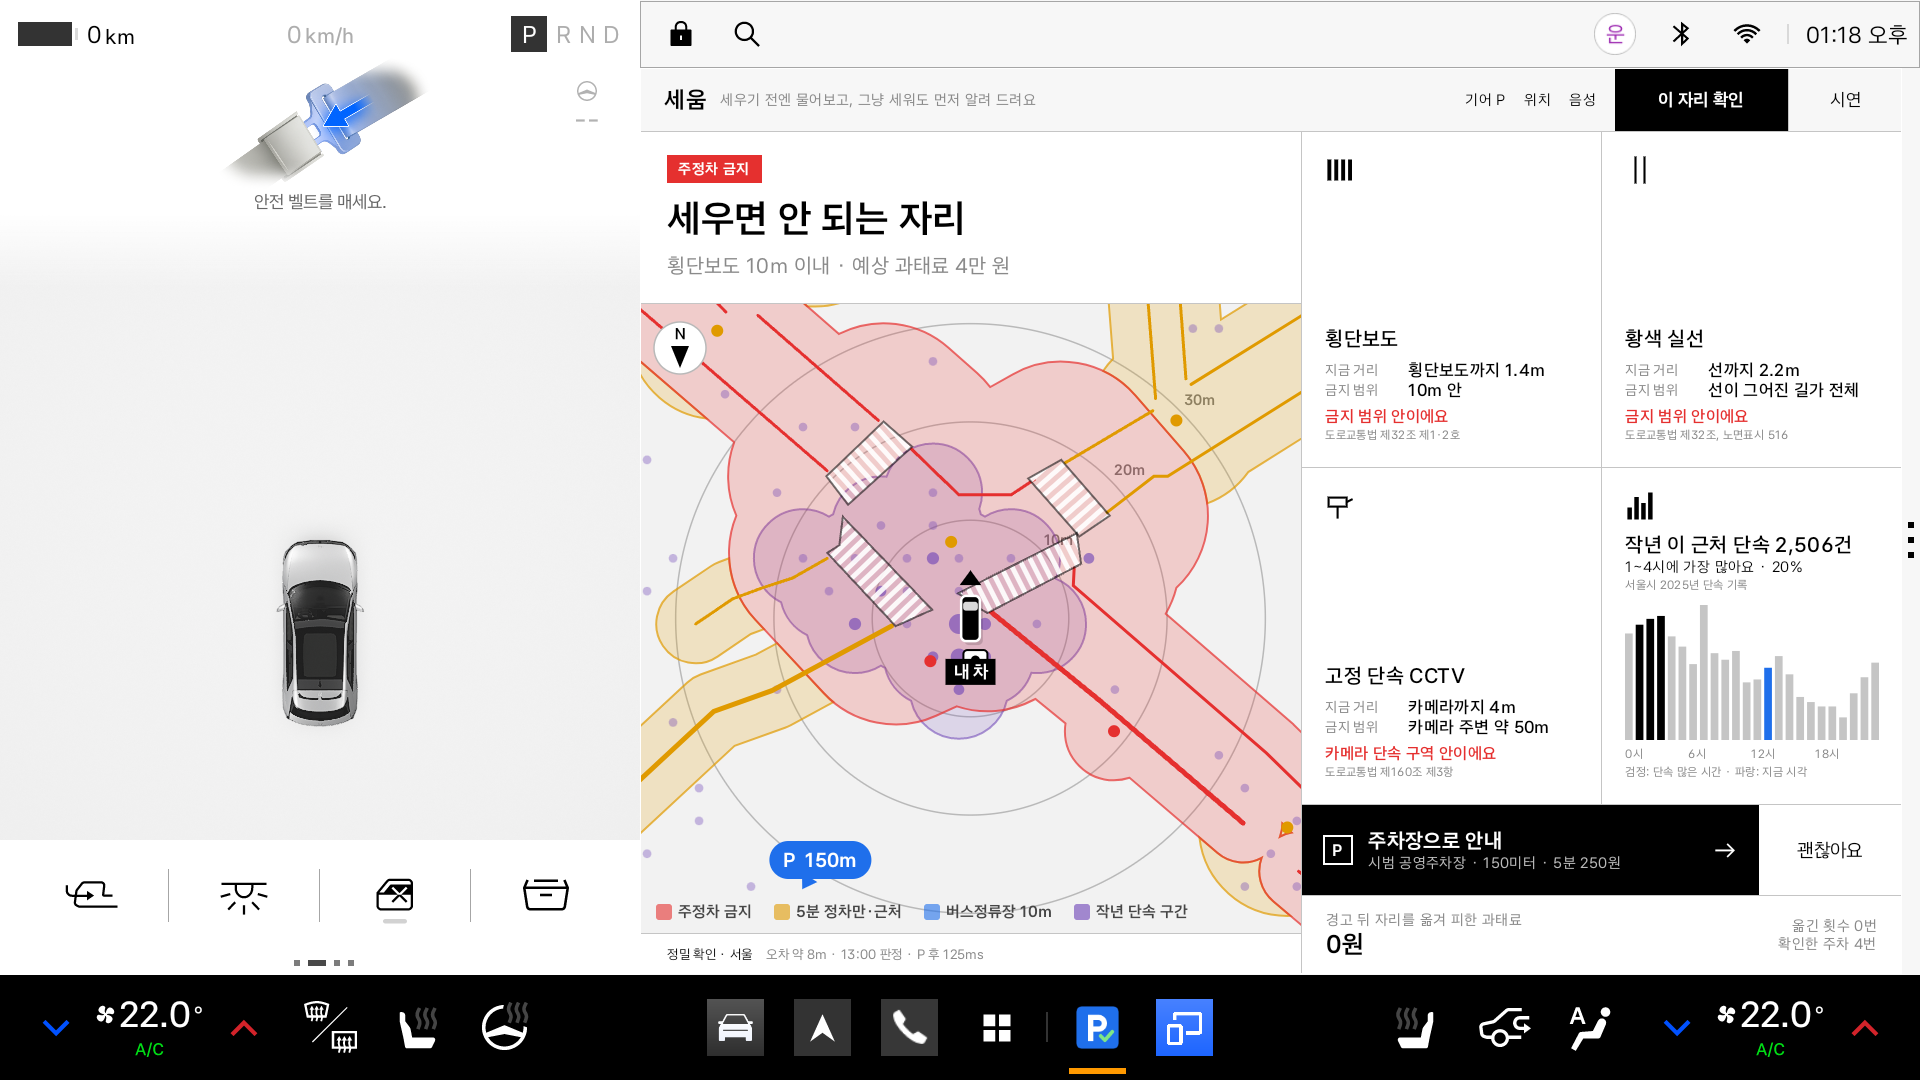 0 km
0 km/h
P R N D
안전 벨트를 매세요.
운
01:18 오후
세움
세우기 전엔 물어보고, 그냥 세워도 먼저 알려 드려요
기어 P
위치
음성
이 자리 확인
시연
주정차 금지
세우면 안 되는 자리
횡단보도 10m 이내 · 예상 과태료 4만 원
N
30m
20m
10m
내 차
P 150m
주정차 금지
5분 정차만·근처
버스정류장 10m
작년 단속 구간
정밀 확인 · 서울
오차 약 8m · 13:00 판정 · P 후 125ms
횡단보도
지금 거리 횡단보도까지 1.4m
금지 범위 10m 안
금지 범위 안이에요
도로교통법 제32조 제1·2호
황색 실선
지금 거리 선까지 2.2m
금지 범위 선이 그어진 길가 전체
금지 범위 안이에요
도로교통법 제32조, 노면표시 516
고정 단속 CCTV
지금 거리 카메라까지 4m
금지 범위 카메라 주변 약 50m
카메라 단속 구역 안이에요
도로교통법 제160조 제3항
작년 이 근처 단속 2,506건
1~4시에 가장 많아요 · 20%
서울시 2025년 단속 기록
0시 6시 12시 18시
검정: 단속 많은 시간 · 파랑: 지금 시각
P
주차장으로 안내
시범 공영주차장 · 150미터 · 5분 250원
괜찮아요
경고 뒤 자리를 옮겨 피한 과태료
0원
옮긴 횟수 0번
확인한 주차 4번
22.0°
A/C
P
A
22.0°
A/C